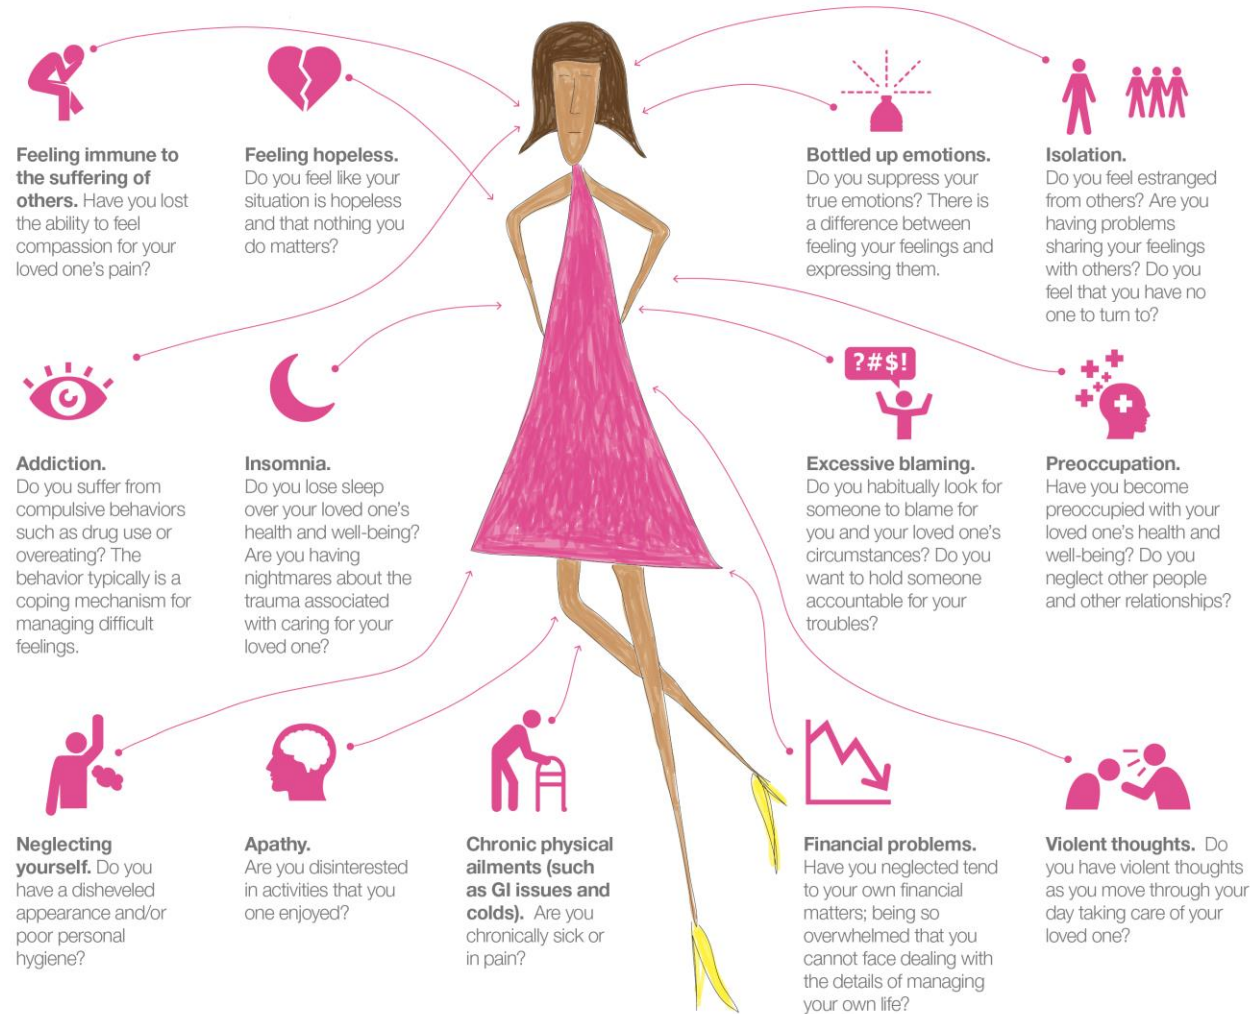 Feeling immune to
the suffering of
others. Have you lost
the ability to feel
compassion for your
loved one's pain?
Feeling hopeless.
Do you feel like your
situation is hopeless
and that nothing you
do matters?
Bottled up emotions.
Do you suppress your
true emotions? There is
a difference between
feeling your feelings and
expressing them.
Isolation.
Do you feel estranged
from others? Are you
having problems
sharing your feelings
with others? Do you
feel that you have no
one to turn to?
Addiction.
Do you suffer from
compulsive behaviors
such as drug use or
overeating? The
behavior typically is a
coping mechanism for
managing difficult
feelings.
Insomnia.
Do you lose sleep
over your loved one's
health and well-being?
Are you having
nightmares about the
trauma associated
with caring for your
loved one?
?#$!
Excessive blaming.
Do you habitually look for
someone to blame for
you and your loved one's
circumstances? Do you
want to hold someone
accountable for your
troubles?
Preoccupation.
Have you become
preoccupied with your
loved one's health and
well-being? Do you
neglect other people
and other relationships?
Neglecting
yourself. Do you
have a disheveled
appearance and/or
poor personal
hygiene?
Apathy.
Are you disinterested
in activities that you
one enjoyed?
Chronic physical
ailments (such
as GI issues and
colds). Are you
chronically sick or
in pain?
Financial problems.
Have you neglected tend
to your own financial
matters; being so
overwhelmed that you
cannot face dealing with
the details of managing
your own life?
Violent thoughts. Do
you have violent thoughts
as you move through your
day taking care of your
loved one?